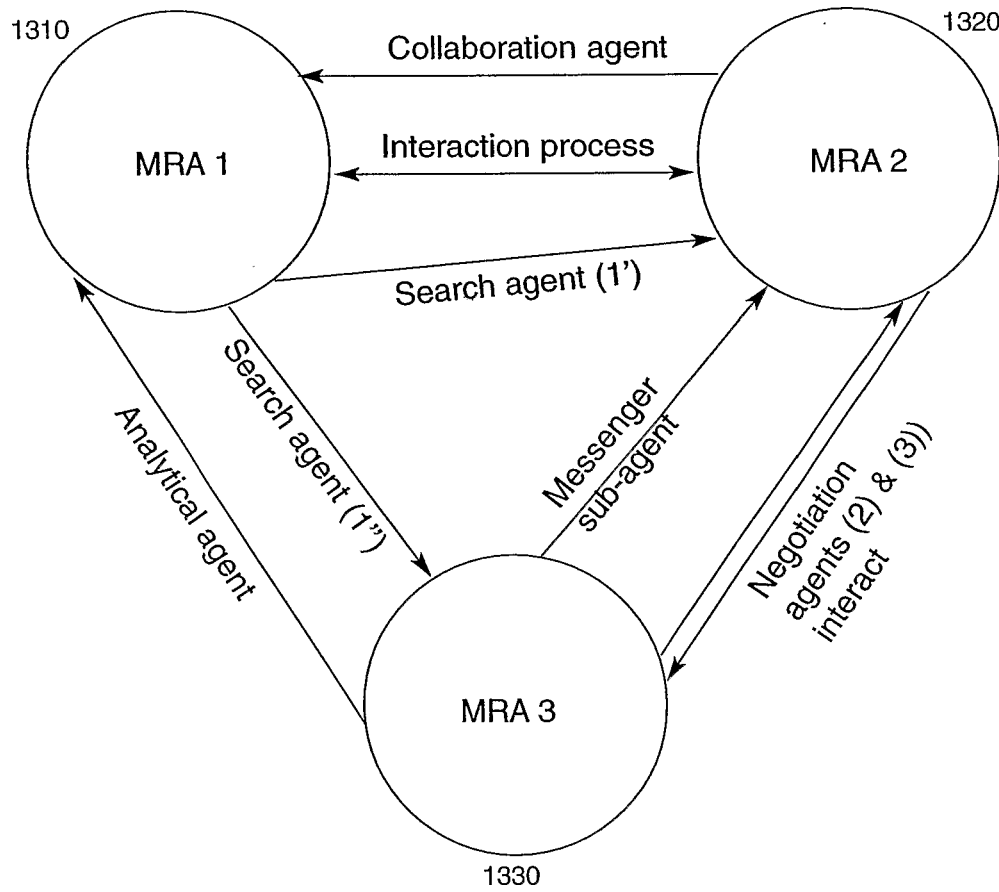 1310
1320
Collaboration agent
MRA 1
Interaction process
MRA 2
Search agent (1')
Search agent (1")
Analytical agent
Messenger
sub-agent
Negotiation
agents (2) & (3))
interact
MRA 3
1330